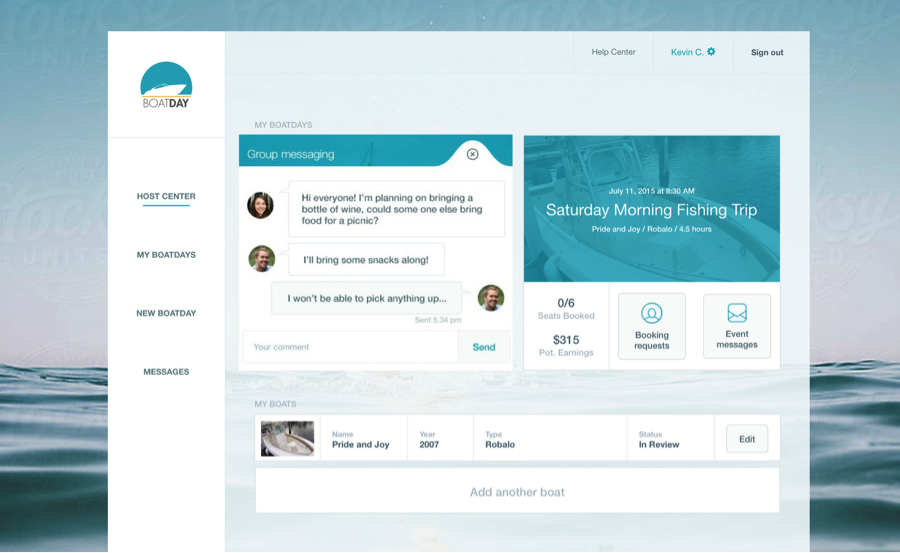 BOATDAY
Help Center
Kevin C.
Sign out
HOST CENTER
MY BOATDAYS
NEW BOATDAY
MESSAGES
MY BOATDAYS
Group messaging
Hi everyone! I'm planning on bringing a
bottle of wine, could some one else bring
food for a picnic?
I'll bring some snacks along!
I won't be able to pick anything up...
Sent 5.34 pm
Your comment
Send
July 11, 2015 at 8:30 AM
Saturday Morning Fishing Trip
Pride and Joy / Robalo / 4.5 hours
0/6
Seats Booked
$315
Pot. Earnings
Booking
requests
Event
messages
MY BOATS
Name
Pride and Joy
Year
2007
Type
Robalo
Status
In Review
Edit
Add another boat